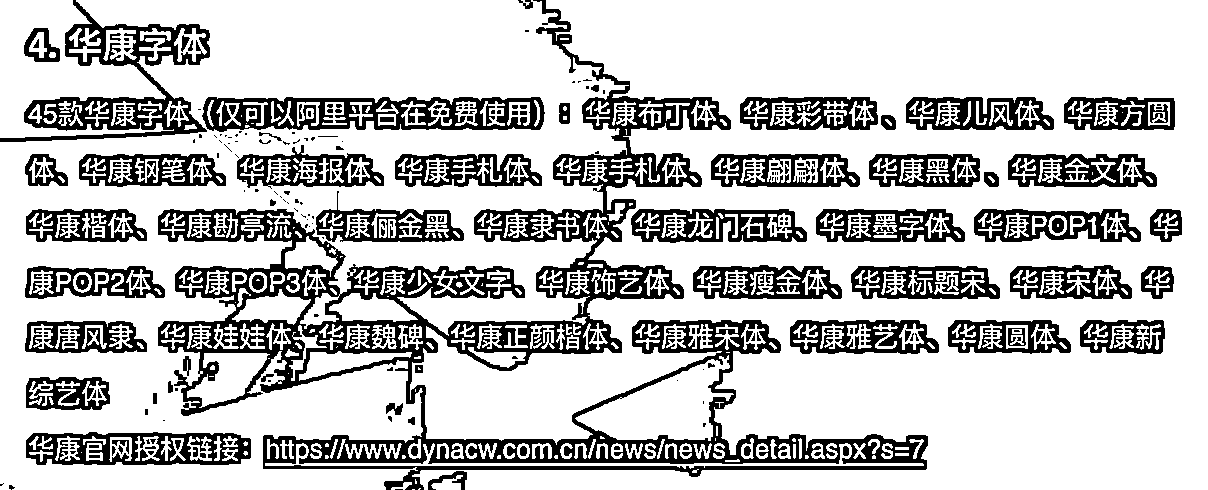 4. 华康字体
45款华康字体（仅可以阿里平台在免费使用）：华康布丁体、华康彩带体 、华康儿风体、华康方圆
体、华康钢笔体、华康海报体、华康手札体、华康手札体、华康翩翩体、华康黑体 、华康金文体、
华康楷体、华康勘亭流、华康俪金黑、华康隶书体、华康龙门石碑、华康墨字体、华康POP1体、华
康POP2体、华康POP3体、华康少女文字、华康饰艺体、华康瘦金体、华康标题宋、华康宋体、华
康唐风隶、华康娃娃体、华康魏碑、华康正颜楷体、华康雅宋体、华康雅艺体、华康圆体、华康新
综艺体
华康官网授权链接：https://www.dynacw.com.cn/news/news_detail.aspx?s=7